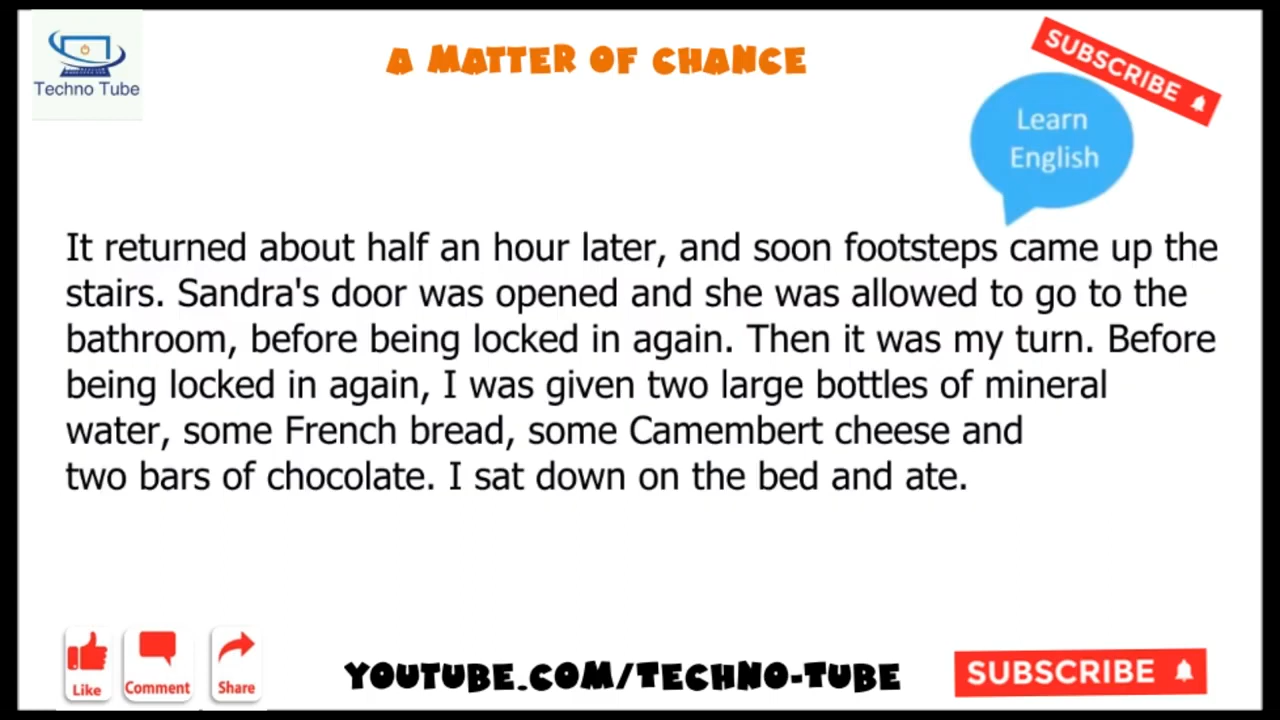 Techno Tube
A MATTER OF CHANCE
SUBSCRIBE
Learn
English
It returned about half an hour later, and soon footsteps came up the
stairs. Sandra's door was opened and she was allowed to go to the
bathroom, before being locked in again. Then it was my turn. Before
being locked in again, I was given two large bottles of mineral
water, some French bread, some Camembert cheese and
two bars of chocolate. I sat down on the bed and ate.
Like
Comment
Share
YOUTUBE.COM/TECHNO-TUBE
SUBSCRIBE